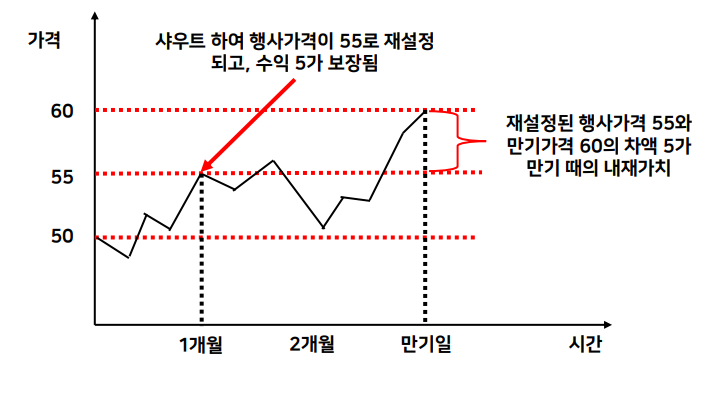 가격
샤우트 하여 행사가격이 55로 재설정
되고, 수익 5가 보장됨
60
재설정된 행사가격 55와
만기가격 60의 차액 5가
만기 때의 내재가치
55
50
1개월
2개월
만기일
시간